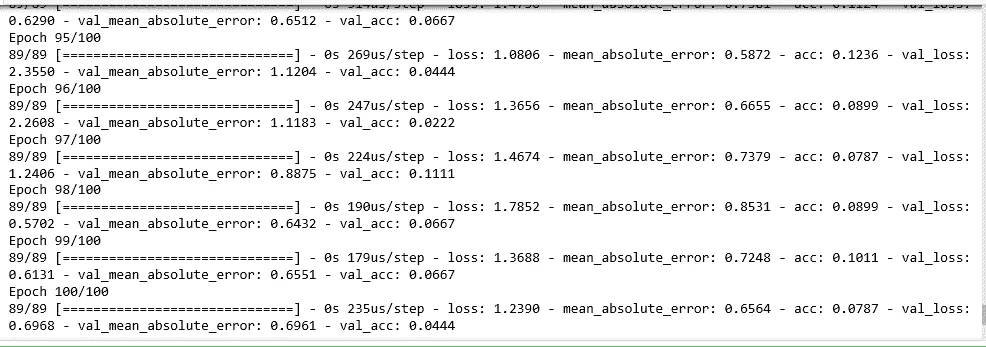 0.6290 - val_mean_absolute_error: 0.6512 - val_acc: 0.0667
Epoch 95/100
89/89 [==============================] - 0s 269us/step - loss: 1.0806 - mean_absolute_error: 0.5872 - acc: 0.1236 - val_loss:
2.3550 - val_mean_absolute_error: 1.1204 - val_acc: 0.0444
Epoch 96/100
89/89 [==============================] - 0s 247us/step - loss: 1.3656 - mean_absolute_error: 0.6655 - acc: 0.0899 - val_loss:
2.2608 - val_mean_absolute_error: 1.1183 - val_acc: 0.0222
Epoch 97/100
89/89 [==============================] - 0s 224us/step - loss: 1.4674 - mean_absolute_error: 0.7379 - acc: 0.0787 - val_loss:
1.2406 - val_mean_absolute_error: 0.8875 - val_acc: 0.1111
Epoch 98/100
89/89 [==============================] - 0s 190us/step - loss: 1.7852 - mean_absolute_error: 0.8531 - acc: 0.0899 - val_loss:
0.5702 - val_mean_absolute_error: 0.6432 - val_acc: 0.0667
Epoch 99/100
89/89 [==============================] - 0s 179us/step - loss: 1.3688 - mean_absolute_error: 0.7248 - acc: 0.1011 - val_loss:
0.6131 - val_mean_absolute_error: 0.6551 - val_acc: 0.0667
Epoch 100/100
89/89 [==============================] - 0s 235us/step - loss: 1.2390 - mean_absolute_error: 0.6564 - acc: 0.0787 - val_loss:
0.6968 - val_mean_absolute_error: 0.6961 - val_acc: 0.0444